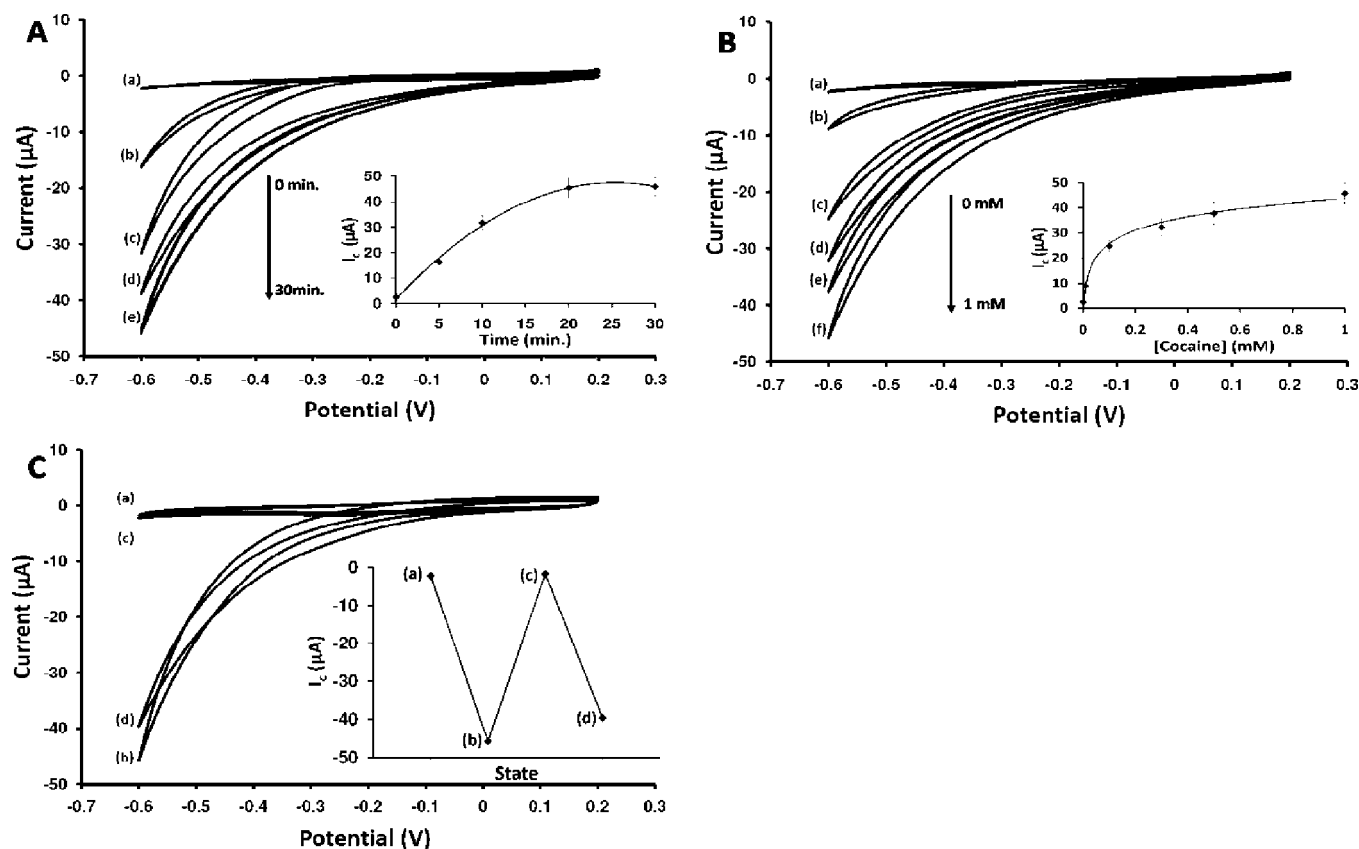 A
10
0
-10
-20
-30
-40
-50
Current (µA)
(a)
(b)
(c)
(d)
(e)
0 min.
30min.
50
40
30
20
10
0
I_c (µA)
0 5 10 20 30
Time (min.)
-0.7 -0.6 -0.5 -0.4 -0.3 -0.2 -0.1 0 0.1 0.2 0.3
Potential (V)
B
10
0
-10
-20
-30
-40
-50
Current (µA)
(a)
(b)
(c)
(d)
(e)
(f)
0 mM
1 mM
50
40
30
20
10
0
I_c (µA)
0 0.2 0.4 0.6 0.8 1
[Cocaine] (mM)
-0.7 -0.6 -0.5 -0.4 -0.3 -0.2 -0.1 0 0.1 0.2 0.3
Potential (V)
C
10
0
-10
-20
-30
-40
-50
Current (µA)
(a)
(c)
(d)
(b)
0
-10
-20
-30
-40
-50
I_c (µA)
(a)
(c)
(b)
(d)
State
-0.7 -0.6 -0.5 -0.4 -0.3 -0.2 -0.1 0 0.1 0.2 0.3
Potential (V)